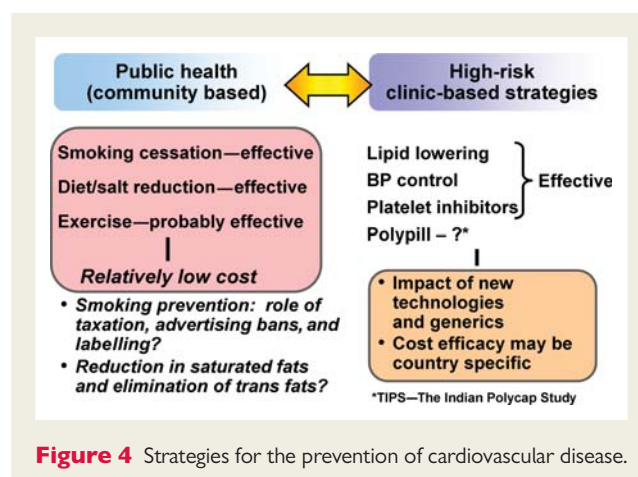 Public health
(community based)
High-risk
clinic-based strategies
Smoking cessation—effective
Diet/salt reduction—effective
Exercise—probably effective
Relatively low cost
• Smoking prevention: role of
taxation, advertising bans, and
labelling?
• Reduction in saturated fats
and elimination of trans fats?
Lipid lowering
BP control
Platelet inhibitors
Effective
Polypill – ?*
• Impact of new
technologies
and generics
• Cost efficacy may be
country specific
*TIPS—The Indian Polycap Study
Figure 4 Strategies for the prevention of cardiovascular disease.